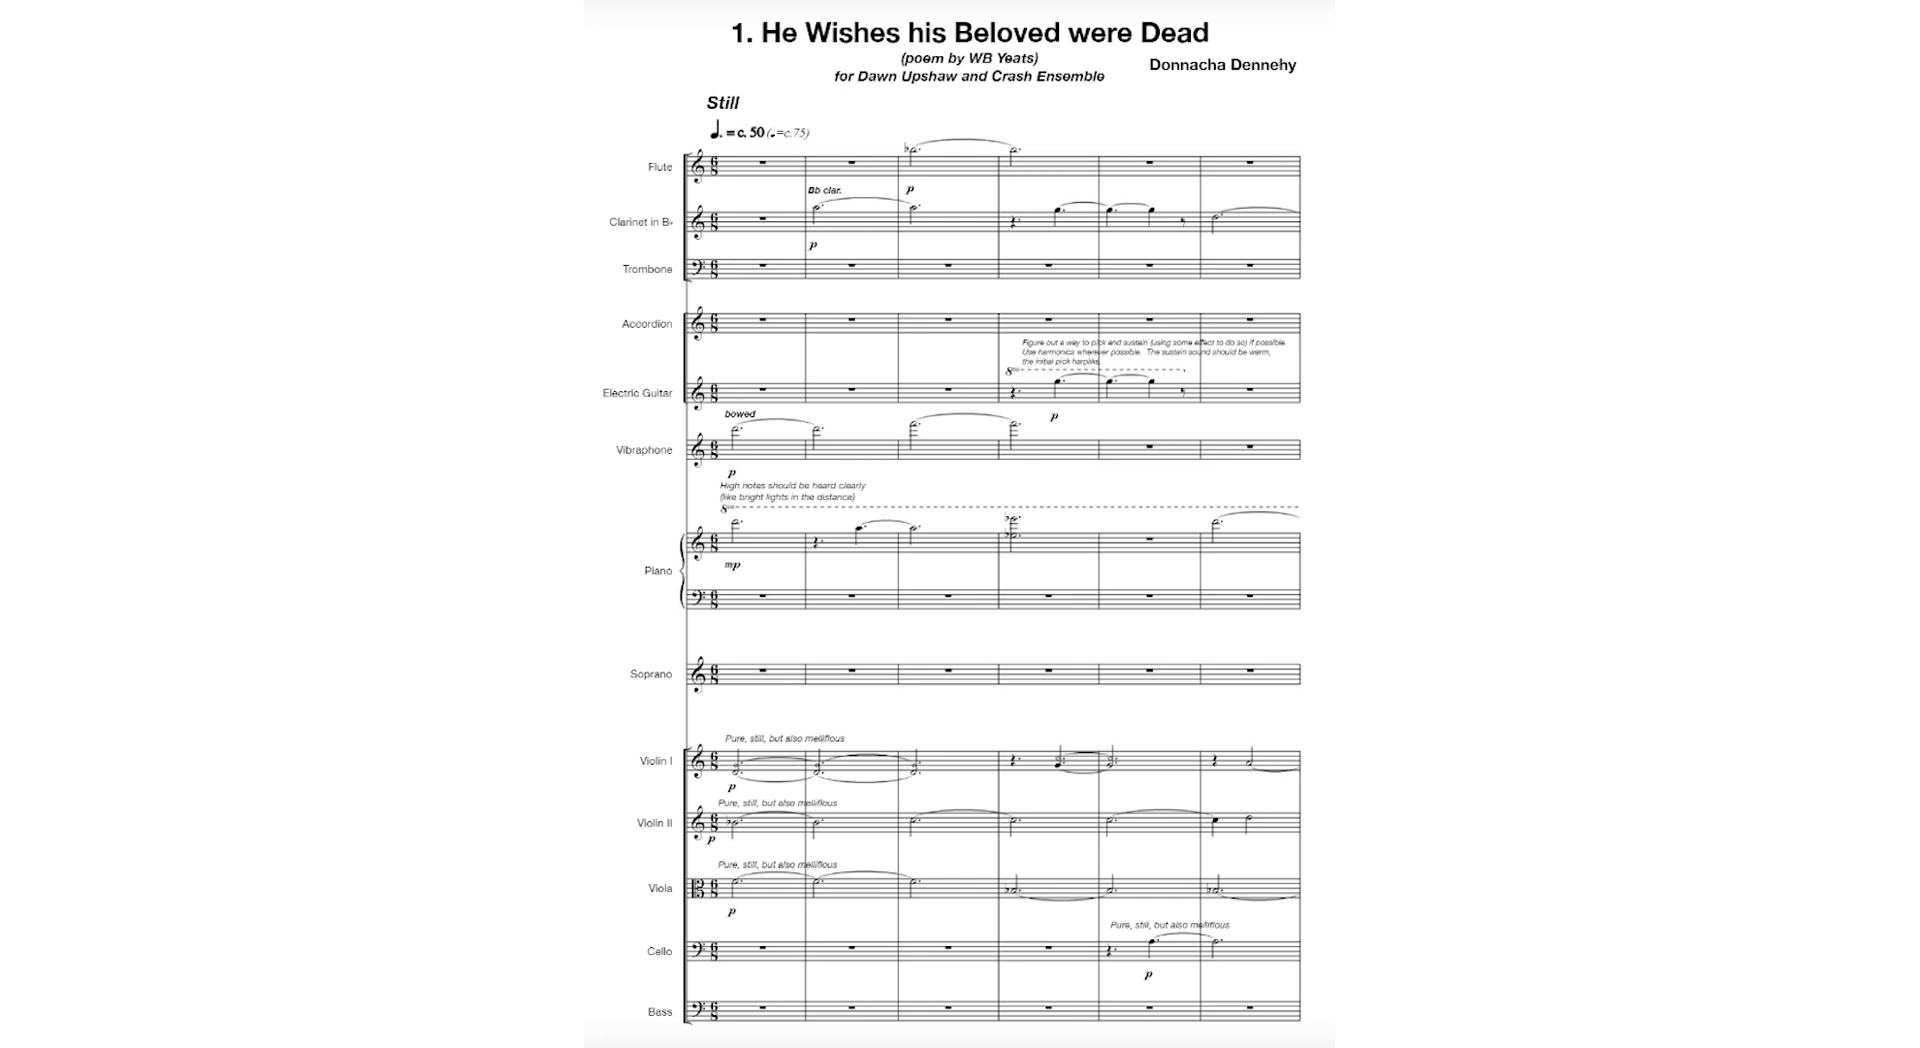 1. He Wishes his Beloved were Dead
(poem by WB Yeats)
for Dawn Upshaw and Crash Ensemble
Donnacha Dennehy
Still
♩. = c. 50 (♩=c.75)
Flute
p
Bb clar.
Clarinet in B♭
p
Trombone
Accordion
Figure out a way to pick and sustain (using some effect to do so) if possible.
Use harmonics wherever possible. The sustain sound should be warm,
the initial pick harplike.
8va
Electric Guitar
p
bowed
Vibraphone
p
High notes should be heard clearly
(like bright lights in the distance)
8va
mp
Piano
Soprano
Pure, still, but also mellifluous
Violin I
p
Pure, still, but also mellifluous
Violin II
p
Pure, still, but also mellifluous
Viola
p
Pure, still, but also mellifluous
Cello
p
Bass